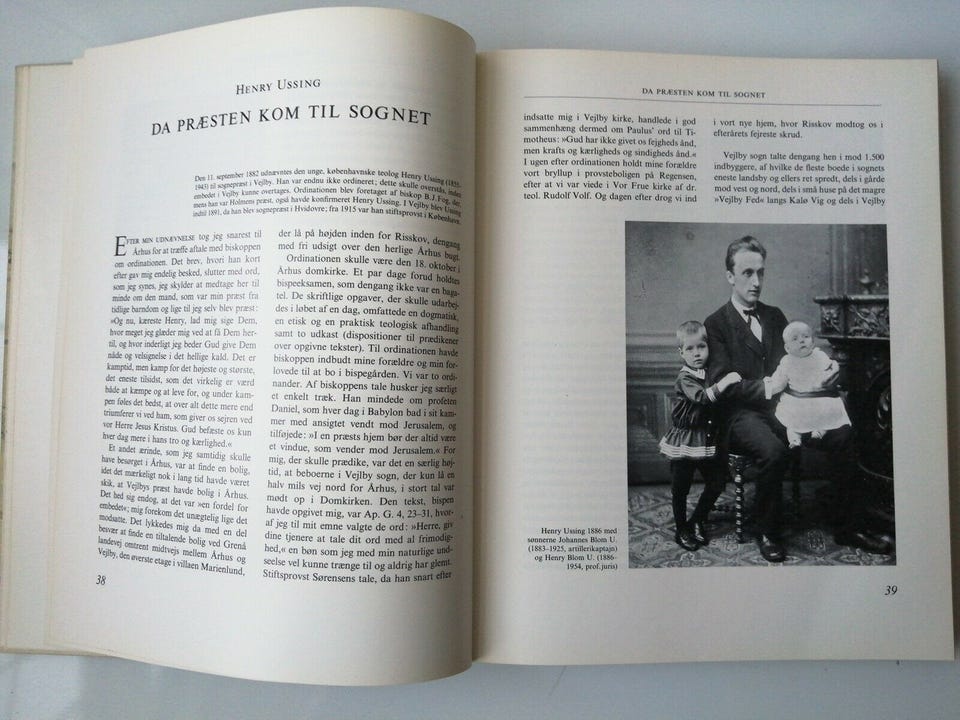 HENRY USSING
DA PRÆSTEN KOM TIL SOGNET
Den 11. september 1882 udnævntes den unge, københavnske teolog Henry Ussing (1855-
1943) til sognepræst i Vejlby. Han var endnu ikke ordineret; dette skulle overstås, inden
embedet i Vejlby kunne overtages. Ordinationen blev foretaget af biskop B.J. Fog, der,
mens han var Holmens præst, også havde konfirmeret Henry Ussing. I Vejlby blev Ussing
indtil 1891, da han blev sognepræst i Hvidovre; fra 1915 var han stiftsprovst i København.
EFTER MIN UDNÆVNELSE tog jeg snarest til
Århus for at træffe aftale med biskoppen
om ordinationen. Det brev, hvori han kort
efter gav mig endelig besked, slutter med ord,
som jeg synes, jeg skylder at medtage her til
minde om den mand, som var min præst fra
tidlige barndom og lige til jeg selv blev præst:
»Og nu, kæreste Henry, lad mig sige Dem,
hvor meget jeg glæder mig ved at få Dem her-
til, og hvor inderligt jeg beder Gud give Dem
nåde og velsignelse i det hellige kald. Det er
kamptid, men kamp for det højeste og største,
det eneste tilsidst, som det virkelig er værd
både at kæmpe og at leve for, og under kam-
pen føles det bedst, at over alt dette mere end
triumferer vi ved ham, som giver os sejren ved
vor Herre Jesus Kristus. Gud befæste os kun
hver dag mere i hans tro og kærlighed.«
Et andet ærinde, som jeg samtidig skulle
have besørget i Århus, var at finde en bolig,
idet det mærkeligt nok i lang tid havde været
skik, at Vejlbys præst havde bolig i Århus.
Det hed sig endog, at det var »en fordel for
embedet«; mig forekom det unægtelig lige det
modsatte. Det lykkedes mig da med en del
besvær at finde en tiltalende bolig ved Grenå
landevej omtrent midtvejs mellem Århus og
Vejlby, den øverste etage i villaen Marienlund,
38
der lå på højden inden for Risskov, dengang
med fri udsigt over den herlige Århus bugt.
Ordinationen skulle være den 18. oktober i
Århus domkirke. Et par dage forud holdtes
bispeeksamen, som dengang ikke var en baga-
tel. De skriftlige opgaver, der skulle udarbej-
des i løbet af en dag, omfattede en dogmatisk,
en etisk og en praktisk teologisk afhandling
samt to udkast (dispositioner til prædikener
over opgivne tekster). Til ordinationen havde
biskoppen indbudt mine forældre og min for-
lovede til at bo i bispegården. Vi var to ordi-
nander. Af biskoppens tale husker jeg særligt
et enkelt træk. Han mindede om profeten
Daniel, som hver dag i Babylon bad i sit kam-
mer med ansigtet vendt mod Jerusalem, og
tilføjede: »I en præsts hjem bør der altid være
et vindue, som vender mod Jerusalem.« For
mig, der skulle prædike, var det en særlig høj-
tid, at beboerne i Vejlby sogn, der kun lå en
halv mils vej nord for Århus, i stort tal var
mødt op i Domkirken. Den tekst, bispen
havde opgivet mig, var Ap. G. 4, 23–31, hvor-
af jeg til mit emne valgte de ord: »Herre, giv
dine tjenere at tale dit ord med al frimodig-
hed,« en bøn som jeg med min naturlige und-
seelse vel kunne trænge til og aldrig har glemt.
Stiftsprovst Sørensens tale, da han snart efter
DA PRÆSTEN KOM TIL SOGNET
indsatte mig i Vejlby kirke, handlede i god
sammenhæng dermed om Paulus' ord til Ti-
motheus: »Gud har ikke givet os fejgheds ånd,
men krafts og kærligheds og sindigheds ånd.«
I ugen efter ordinationen holdt mine forældre
vort bryllup i provsteboligen på Regensen,
efter at vi var viede i Vor Frue kirke af dr.
teol. Rudolf Volf. Og dagen efter drog vi ind
i vort nye hjem, hvor Risskov modtog os i
efterårets fejreste skrud.
Vejlby sogn talte dengang hen i mod 1.500
indbyggere, af hvilke de fleste boede i sognets
eneste landsby og ellers ret spredt, dels i gårde
mod vest og nord, dels i små huse på det magre
»Vejlby Fed« langs Kalø Vig og dels i Vejlby
Henry Ussing 1886 med
sønnerne Johannes Blom U.
(1883–1925, artillerikaptajn)
og Henry Blom U. (1886–
1954, prof. juris)
39